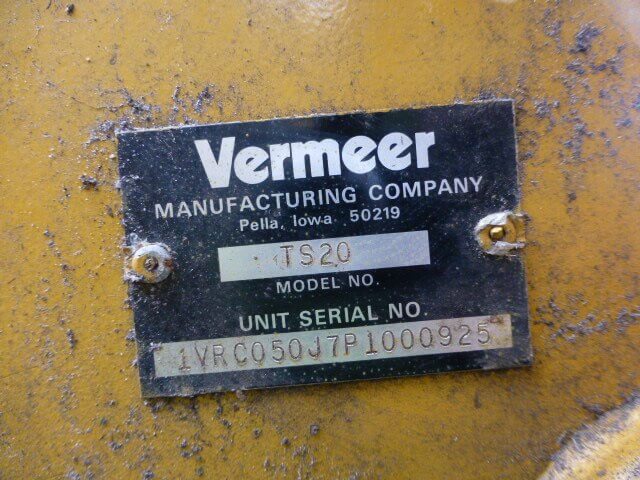 Vermeer
MANUFACTURING COMPANY
Pella, Iowa 50219
TS20
MODEL NO.
UNIT SERIAL NO.
1VRC050J7P1000925